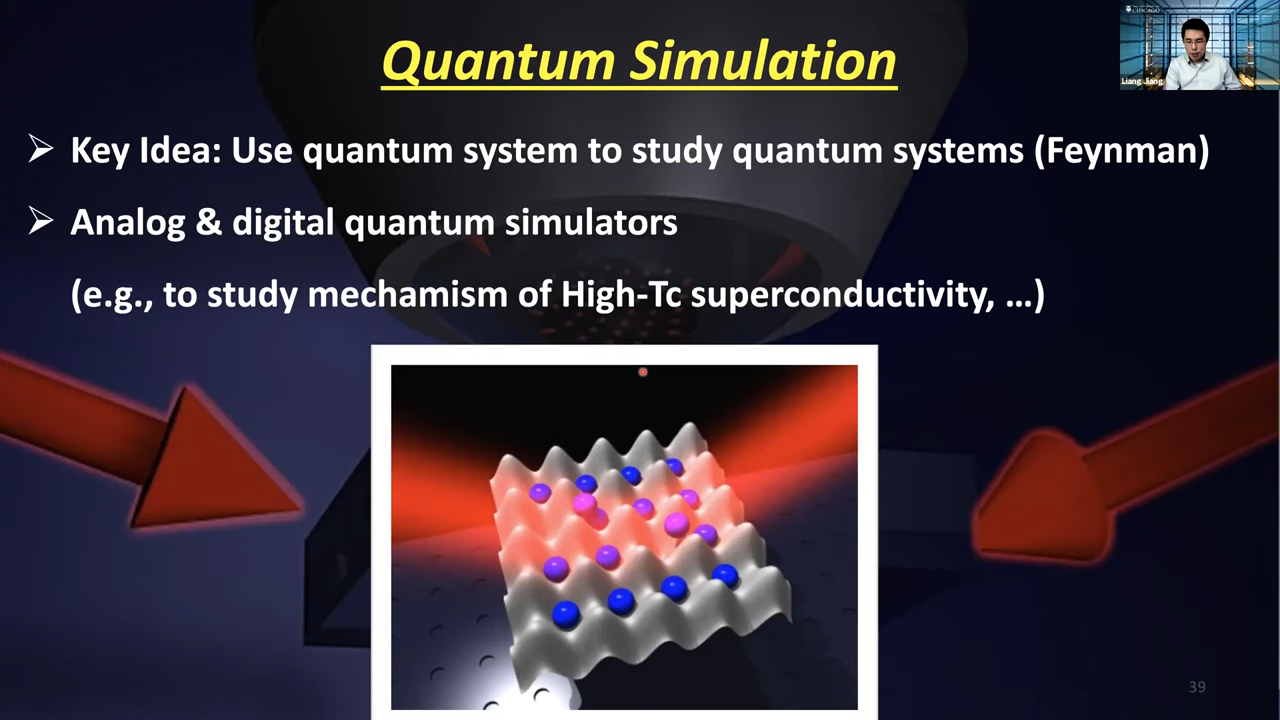 Quantum Simulation
CHICAGO
Liang Jiang
➢ Key Idea: Use quantum system to study quantum systems (Feynman)
➢ Analog & digital quantum simulators
(e.g., to study mechamism of High-Tc superconductivity, …)
39